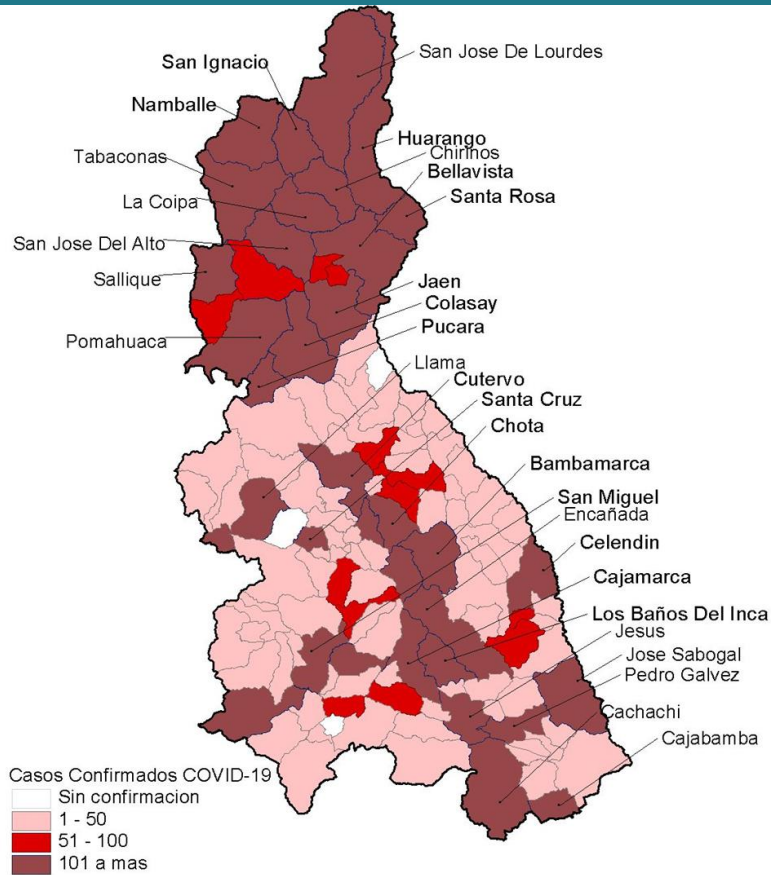 San Jose De Lourdes
San Ignacio
Namballe
Huarango
Chirinos
Tabaconas
Bellavista
La Coipa
Santa Rosa
San Jose Del Alto
Sallique
Jaen
Colasay
Pucara
Pomahuaca
Llama
Cutervo
Santa Cruz
Chota
Bambamarca
San Miguel
Encañada
Celendin
Cajamarca
Los Baños Del Inca
Jesus
Jose Sabogal
Pedro Galvez
Cachachi
Cajabamba
Casos Confirmados COVID-19
Sin confirmacion
1 - 50
51 - 100
101 a mas